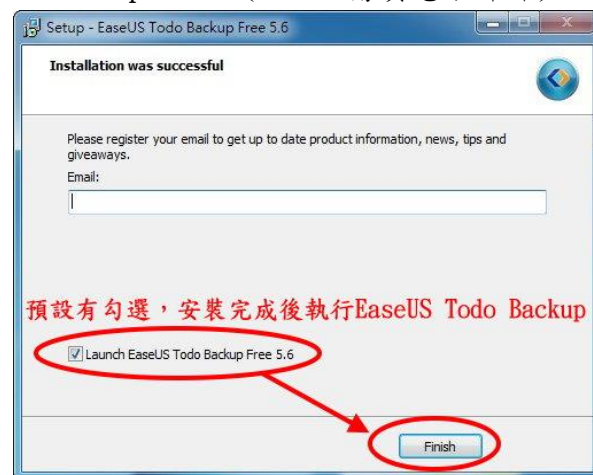 Setup - EaseUS Todo Backup Free 5.6
Installation was successful
Please register your email to get up to date product information, news, tips and
giveaways.
Email:
預設有勾選，安裝完成後執行EaseUS Todo Backup
Launch EaseUS Todo Backup Free 5.6
Finish